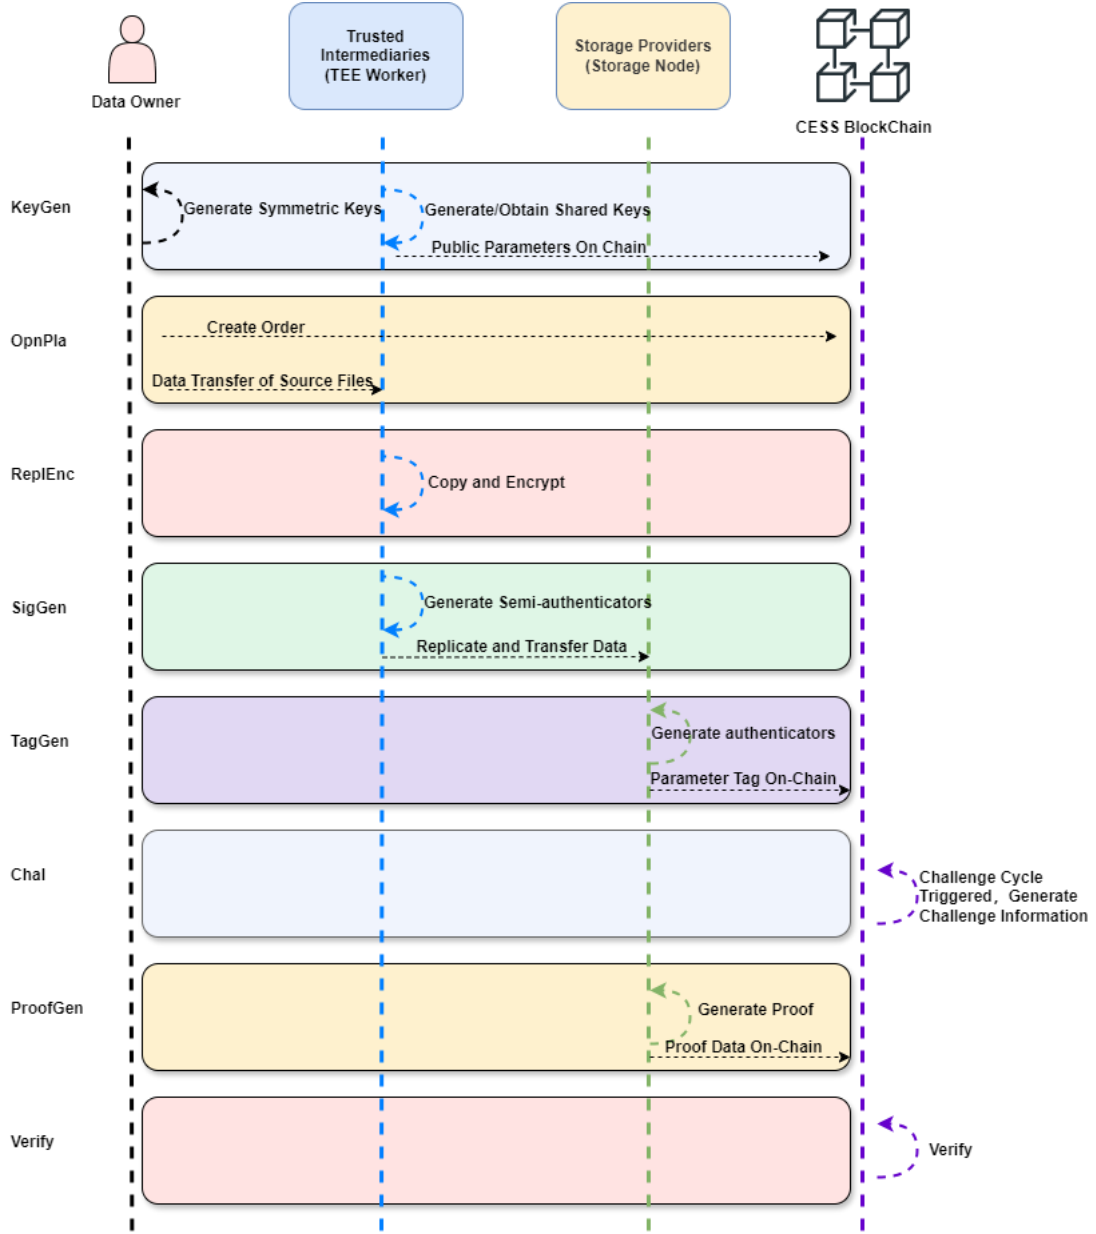 Data Owner
Trusted
Intermediaries
(TEE Worker)
Storage Providers
(Storage Node)
CESS BlockChain
KeyGen
Generate Symmetric Keys
Generate/Obtain Shared Keys
Public Parameters On Chain
OpnPla
Create Order
Data Transfer of Source Files
ReplEnc
Copy and Encrypt
SigGen
Generate Semi-authenticators
Replicate and Transfer Data
TagGen
Generate authenticators
Parameter Tag On-Chain
Chal
Challenge Cycle
Triggered，Generate
Challenge Information
ProofGen
Generate Proof
Proof Data On-Chain
Verify
Verify